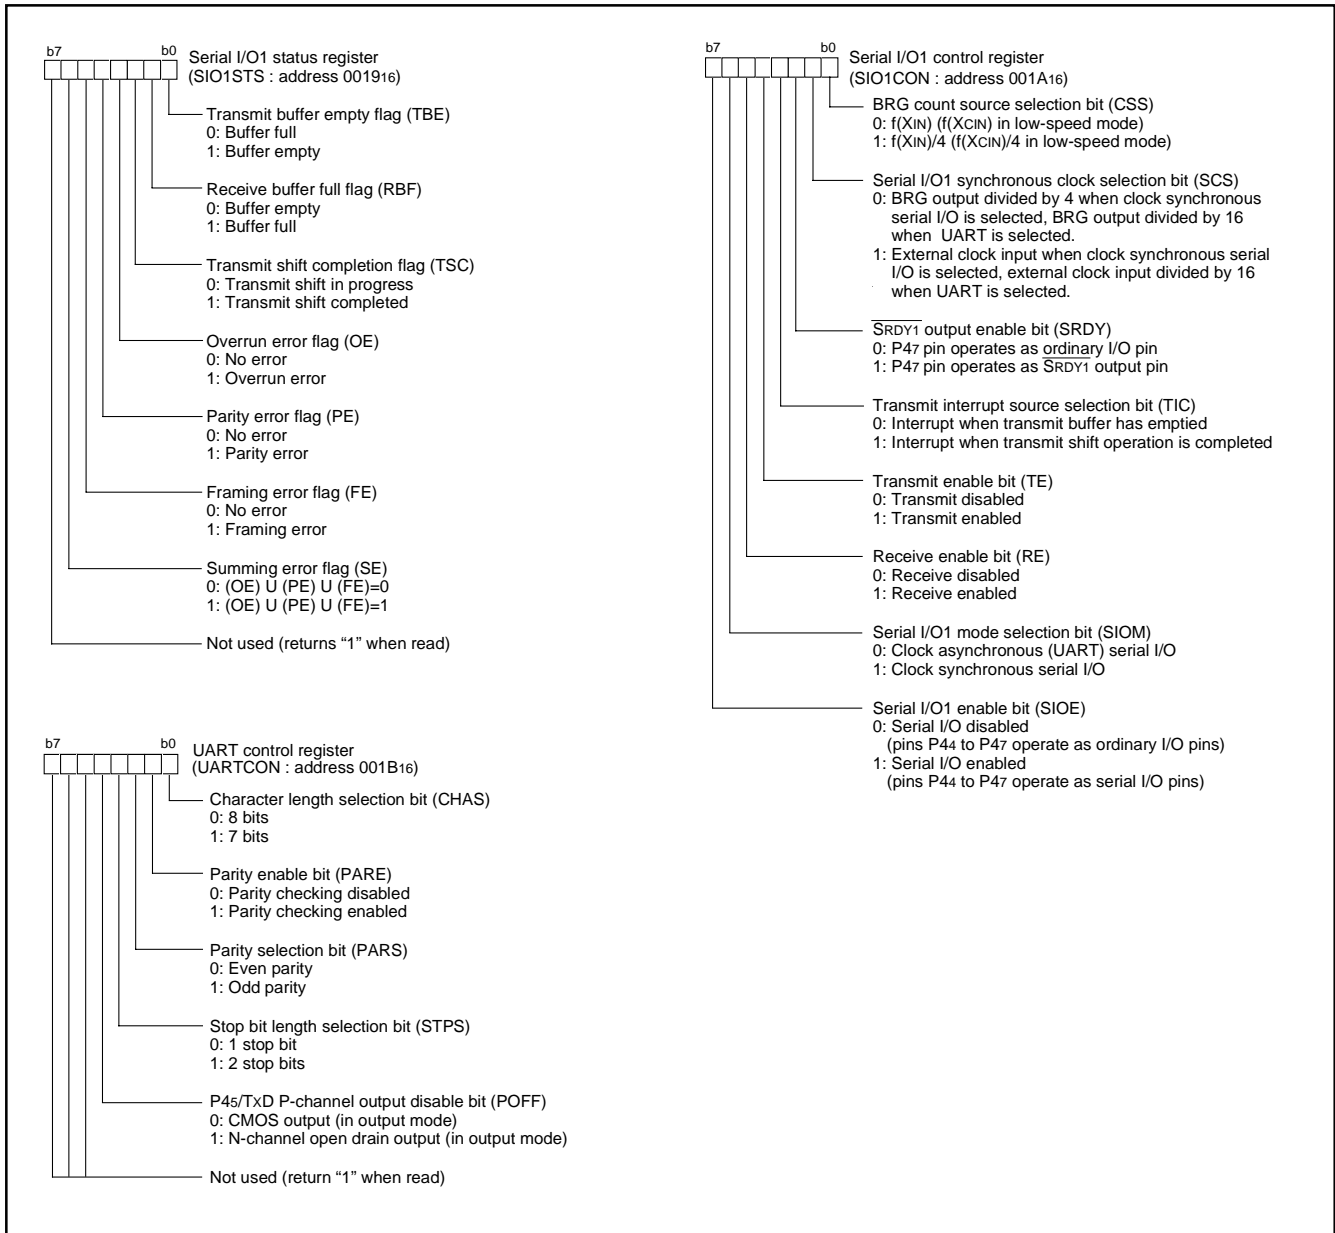 b7 b0
Serial I/O1 status register
(SIO1STS : address 001916)
Transmit buffer empty flag (TBE)
0: Buffer full
1: Buffer empty
Receive buffer full flag (RBF)
0: Buffer empty
1: Buffer full
Transmit shift completion flag (TSC)
0: Transmit shift in progress
1: Transmit shift completed
Overrun error flag (OE)
0: No error
1: Overrun error
Parity error flag (PE)
0: No error
1: Parity error
Framing error flag (FE)
0: No error
1: Framing error
Summing error flag (SE)
0: (OE) U (PE) U (FE)=0
1: (OE) U (PE) U (FE)=1
Not used (returns “1” when read)
b7 b0
UART control register
(UARTCON : address 001B16)
Character length selection bit (CHAS)
0: 8 bits
1: 7 bits
Parity enable bit (PARE)
0: Parity checking disabled
1: Parity checking enabled
Parity selection bit (PARS)
0: Even parity
1: Odd parity
Stop bit length selection bit (STPS)
0: 1 stop bit
1: 2 stop bits
P45/TXD P-channel output disable bit (POFF)
0: CMOS output (in output mode)
1: N-channel open drain output (in output mode)
Not used (return “1” when read)
b7 b0
Serial I/O1 control register
(SIO1CON : address 001A16)
BRG count source selection bit (CSS)
0: f(XIN) (f(XCIN) in low-speed mode)
1: f(XIN)/4 (f(XCIN)/4 in low-speed mode)
Serial I/O1 synchronous clock selection bit (SCS)
0: BRG output divided by 4 when clock synchronous
serial I/O is selected, BRG output divided by 16
when UART is selected.
1: External clock input when clock synchronous serial
I/O is selected, external clock input divided by 16
when UART is selected.
SRDY1 output enable bit (SRDY)
0: P47 pin operates as ordinary I/O pin
1: P47 pin operates as SRDY1 output pin
Transmit interrupt source selection bit (TIC)
0: Interrupt when transmit buffer has emptied
1: Interrupt when transmit shift operation is completed
Transmit enable bit (TE)
0: Transmit disabled
1: Transmit enabled
Receive enable bit (RE)
0: Receive disabled
1: Receive enabled
Serial I/O1 mode selection bit (SIOM)
0: Clock asynchronous (UART) serial I/O
1: Clock synchronous serial I/O
Serial I/O1 enable bit (SIOE)
0: Serial I/O disabled
(pins P44 to P47 operate as ordinary I/O pins)
1: Serial I/O enabled
(pins P44 to P47 operate as serial I/O pins)